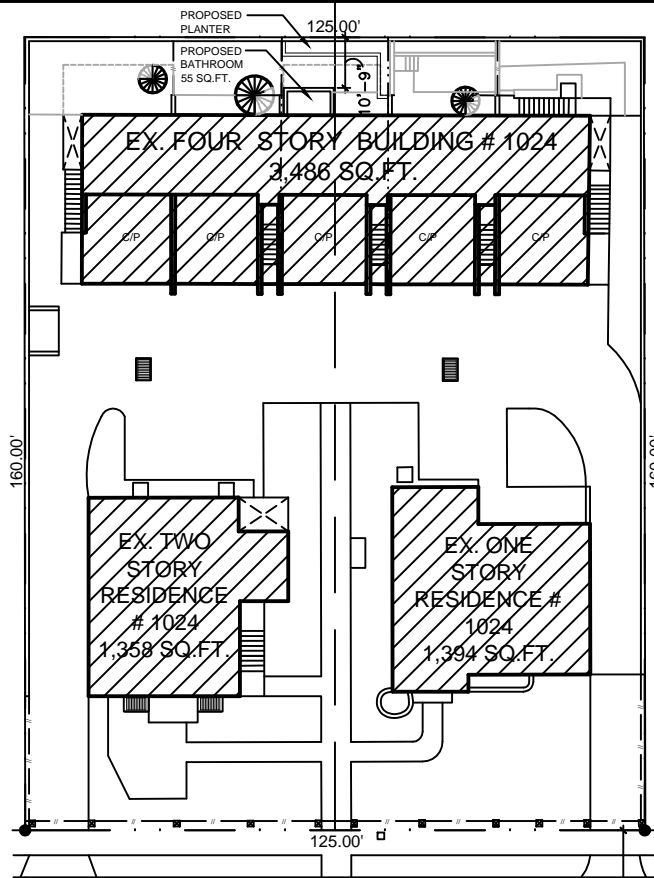 PROPOSED
PLANTER
125.00'
PROPOSED
BATHROOM
55 SQ.FT.
10'-9"
EX. FOUR STORY BUILDING # 1024
3,486 SQ.FT.
C/P
C/P
C/P
C/P
C/P
160.00'
160.00'
EX. TWO
STORY
RESIDENCE
# 1024
1,358 SQ.FT.
EX. ONE
STORY
RESIDENCE #
1024
1,394 SQ.FT.
125.00'